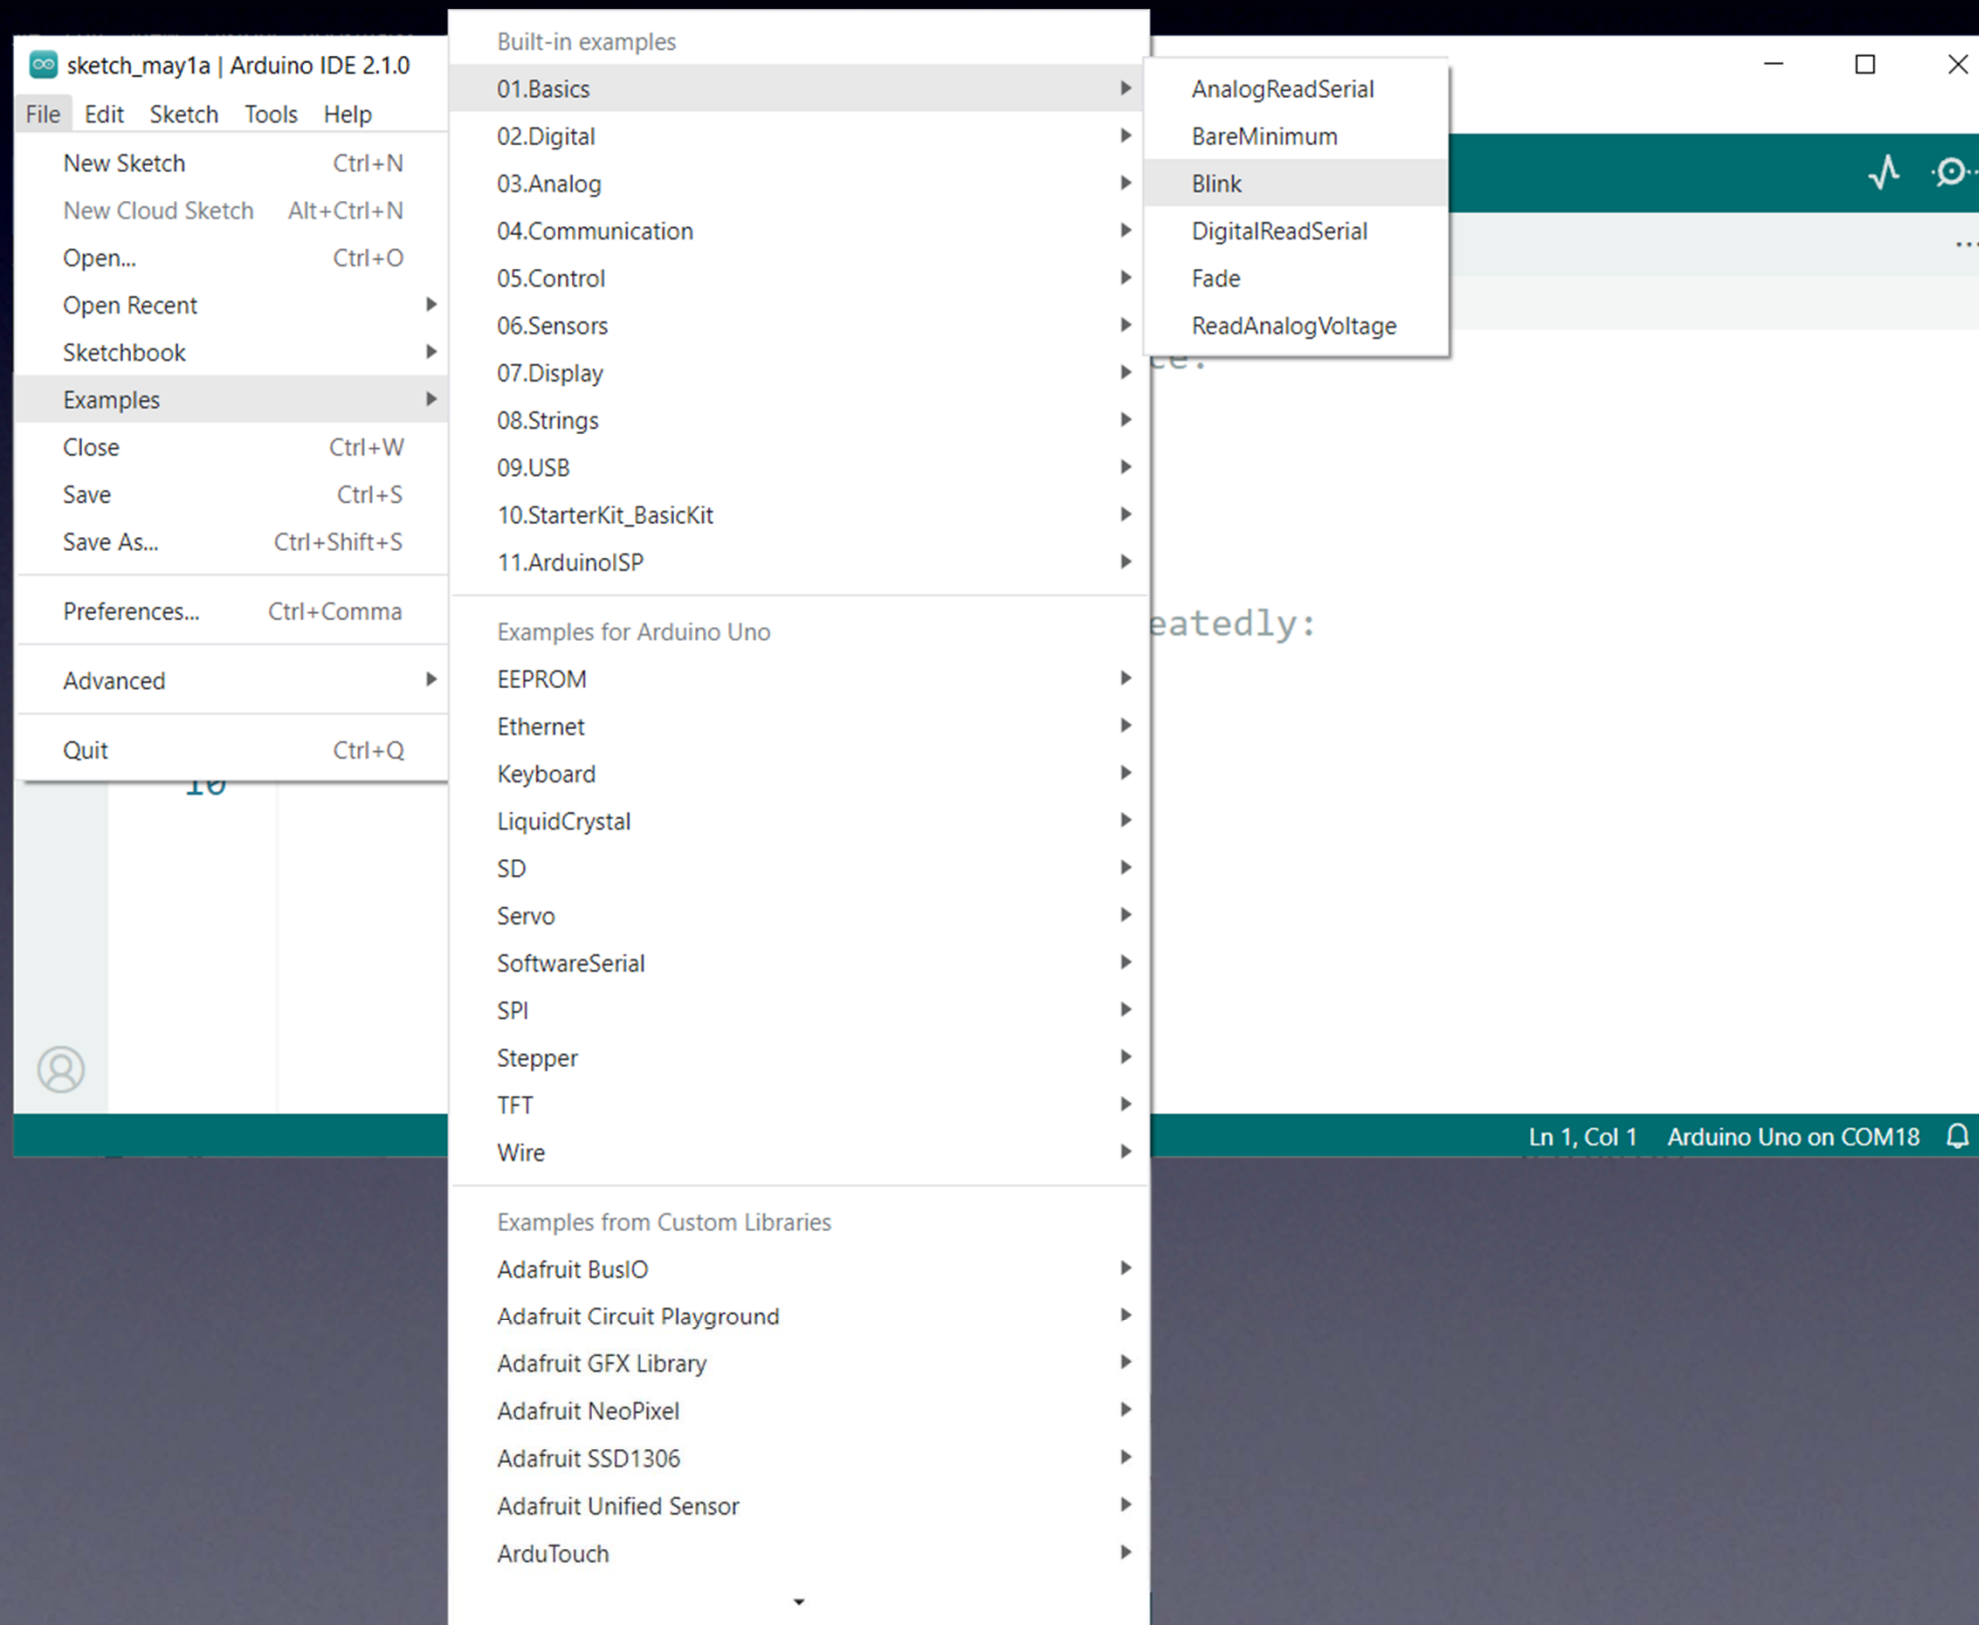 sketch_may1a | Arduino IDE 2.1.0
File Edit Sketch Tools Help
New Sketch Ctrl+N
New Cloud Sketch Alt+Ctrl+N
Open... Ctrl+O
Open Recent
Sketchbook
Examples
Close Ctrl+W
Save Ctrl+S
Save As... Ctrl+Shift+S
Preferences... Ctrl+Comma
Advanced
Quit Ctrl+Q
10
Built-in examples
01.Basics
02.Digital
03.Analog
04.Communication
05.Control
06.Sensors
07.Display
08.Strings
09.USB
10.StarterKit_BasicKit
11.ArduinoISP
Examples for Arduino Uno
EEPROM
Ethernet
Keyboard
LiquidCrystal
SD
Servo
SoftwareSerial
SPI
Stepper
TFT
Wire
Examples from Custom Libraries
Adafruit BusIO
Adafruit Circuit Playground
Adafruit GFX Library
Adafruit NeoPixel
Adafruit SSD1306
Adafruit Unified Sensor
ArduTouch
AnalogReadSerial
BareMinimum
Blink
DigitalReadSerial
Fade
ReadAnalogVoltage
eatedly:
Ln 1, Col 1 Arduino Uno on COM18